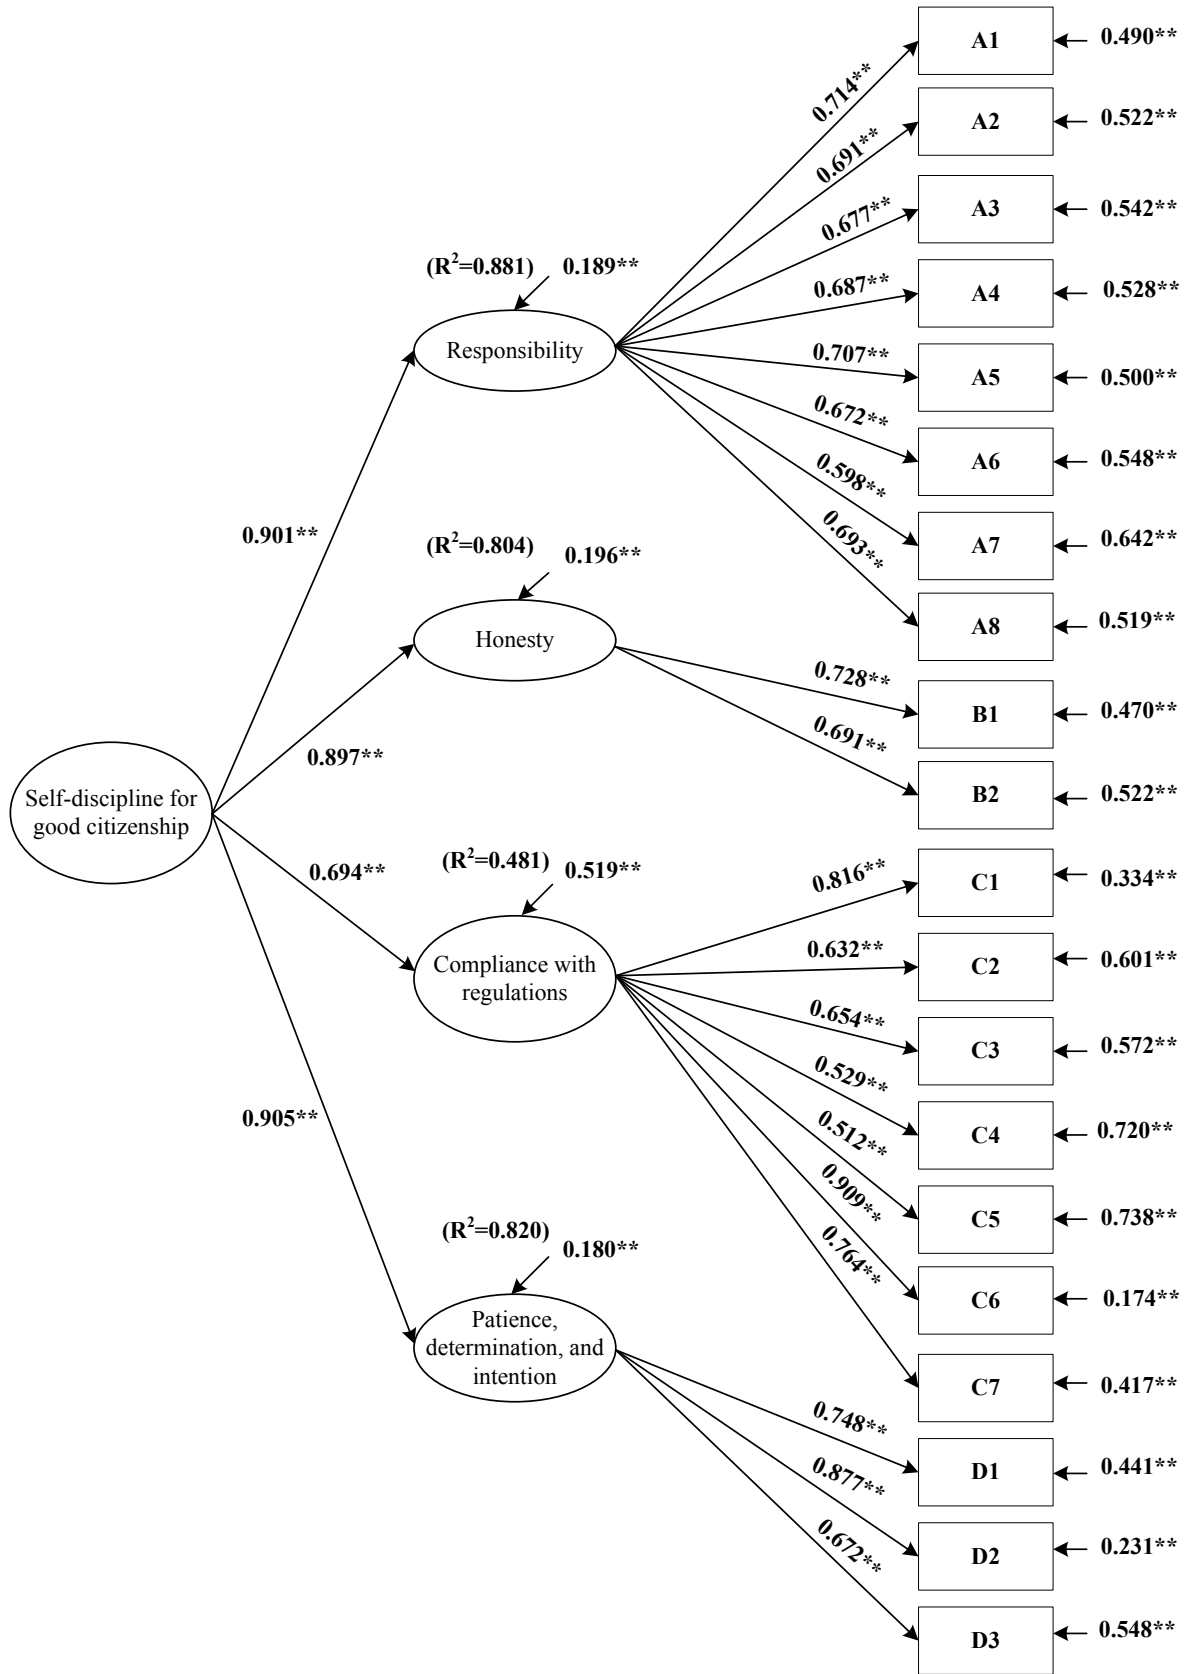 A1
0.490**
0.714**
A2
0.522**
0.691**
A3
0.542**
0.677**
(R²=0.881)
0.189**
A4
0.528**
0.687**
Responsibility
A5
0.500**
0.707**
A6
0.548**
0.672**
0.901**
A7
0.642**
0.598**
(R²=0.804)
0.196**
A8
0.519**
0.693**
Honesty
B1
0.470**
0.728**
0.897**
B2
0.522**
0.691**
Self-discipline for
good citizenship
(R²=0.481)
0.519**
0.694**
C1
0.334**
0.816**
Compliance with
regulations
C2
0.601**
0.632**
C3
0.572**
0.654**
C4
0.720**
0.529**
0.905**
C5
0.738**
0.512**
(R²=0.820)
0.180**
C6
0.174**
0.909**
Patience,
determination, and
intention
C7
0.417**
0.764**
D1
0.441**
0.748**
D2
0.231**
0.877**
D3
0.548**
0.672**